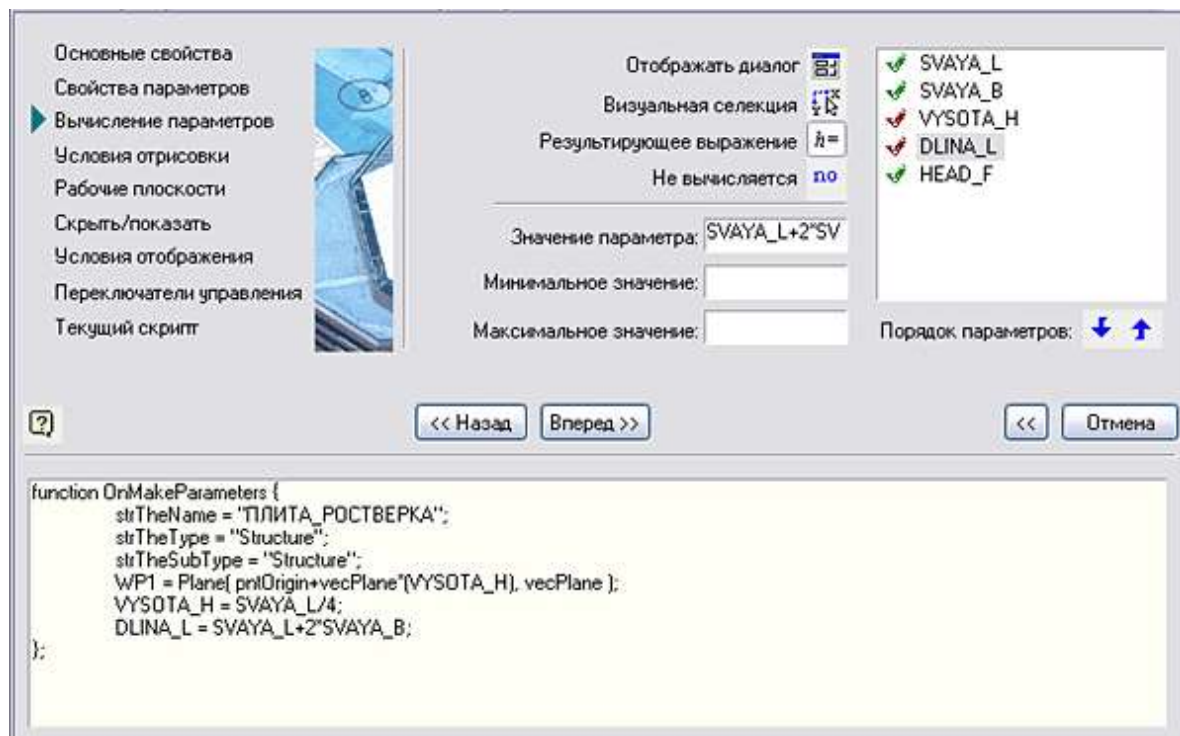 Основные свойства
Свойства параметров
Вычисление параметров
Условия отрисовки
Рабочие плоскости
Скрыть/показать
Условия отображения
Переключатели управления
Текущий скрипт
Отображать диалог
Визуальная селекция
Результирующее выражение h=
Не вычисляется no
Значение параметра: SVAYA_L+2*SV
Минимальное значение:
Максимальное значение:
SVAYA_L
SVAYA_B
VYSOTA_H
DLINA_L
HEAD_F
Порядок параметров:
?
<< Назад
Вперед >>
<<
Отмена
function OnMakeParameters {
strTheName = "ПЛИТА_РОСТВЕРКА";
strTheType = "Structure";
strTheSubType = "Structure";
WP1 = Plane( pntOrigin+vecPlane*(VYSOTA_H), vecPlane );
VYSOTA_H = SVAYA_L/4;
DLINA_L = SVAYA_L+2*SVAYA_B;
};